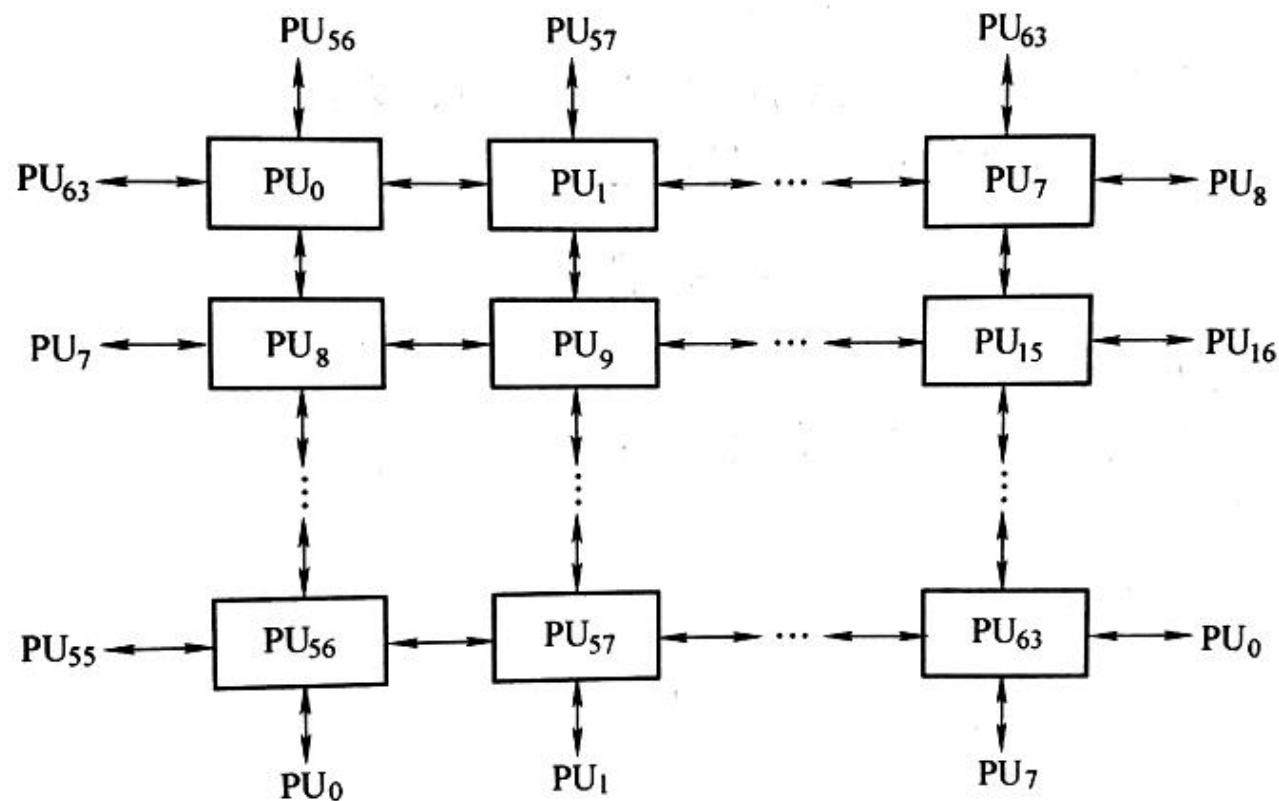 PU₅₆ PU₅₇ PU₆₃
PU₆₃ PU₀ PU₁ ... PU₇ PU₈
PU₇ PU₈ PU₉ ... PU₁₅ PU₁₆
... ... ...
PU₅₅ PU₅₆ PU₅₇ ... PU₆₃ PU₀
PU₀ PU₁ PU₇